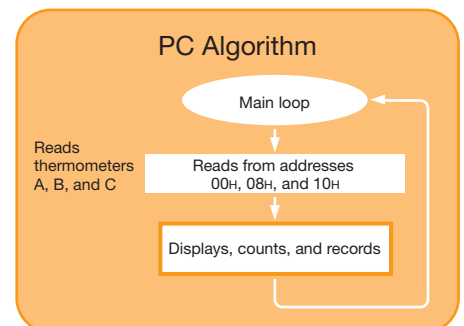 PC Algorithm
Main loop
Reads
thermometers
A, B, and C
Reads from addresses
00H, 08H, and 10H
Displays, counts, and records